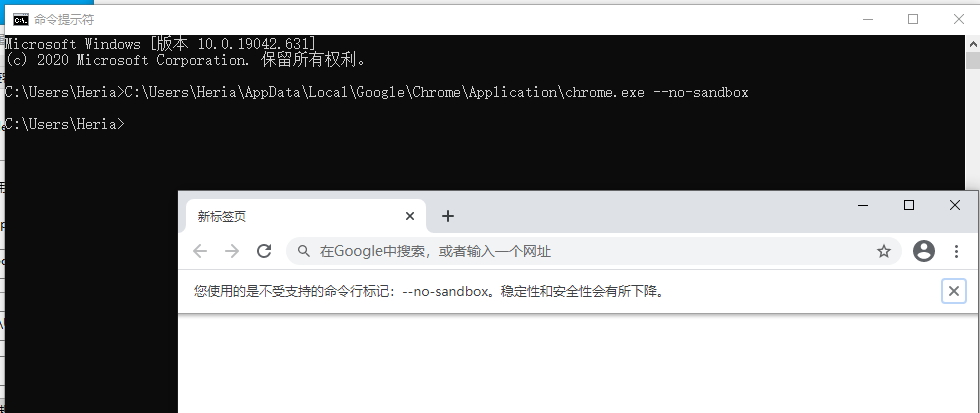 命令提示符
Microsoft Windows [版本 10.0.19042.631]
(c) 2020 Microsoft Corporation. 保留所有权利。
C:\Users\Heria>C:\Users\Heria\AppData\Local\Google\Chrome\Application\chrome.exe --no-sandbox
C:\Users\Heria>
新标签页
在Google中搜索，或者输入一个网址
您使用的是不受支持的命令行标记：--no-sandbox。稳定性和安全性会有所下降。